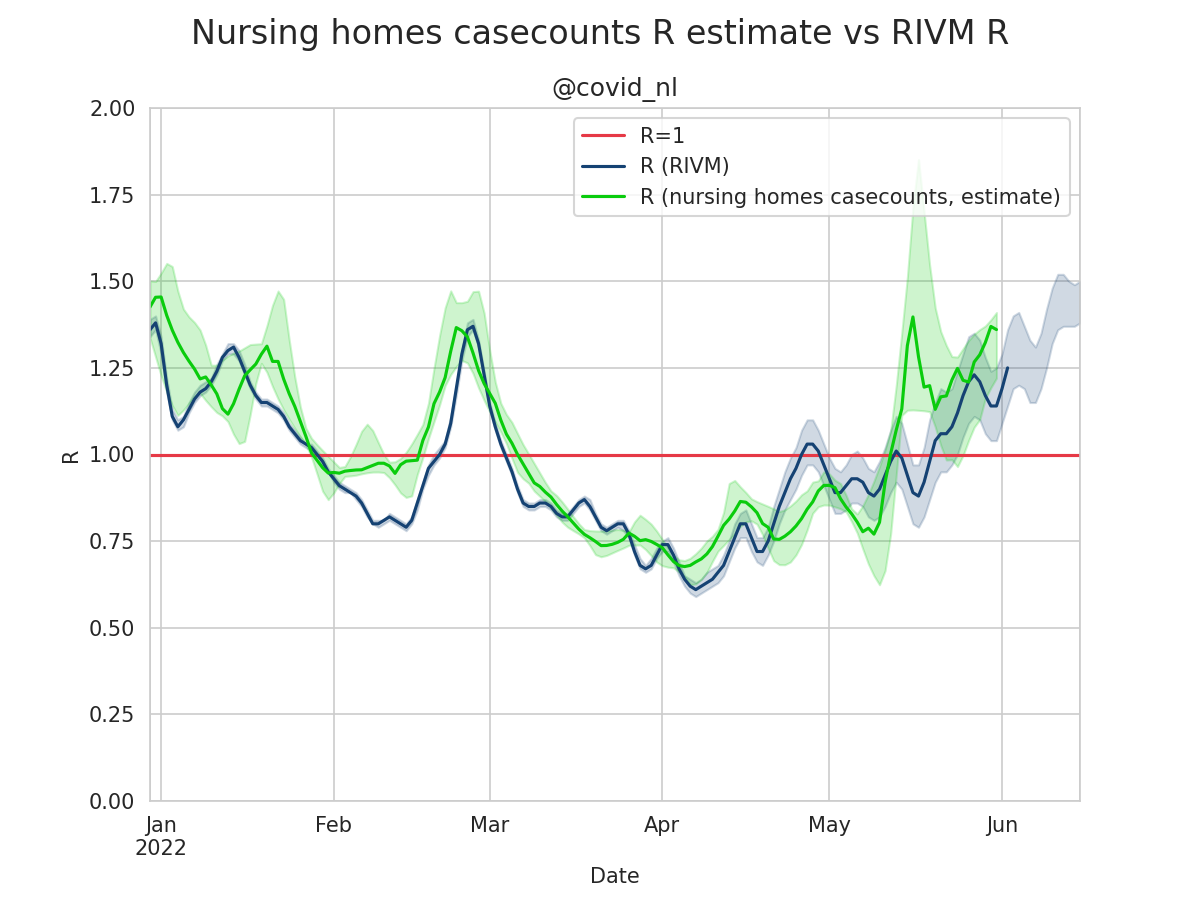 Nursing homes casecounts R estimate vs RIVM R
@covid_nl
2.00
1.75
1.50
1.25
1.00
0.75
0.50
0.25
0.00
R
R=1
R (RIVM)
R (nursing homes casecounts, estimate)
Jan Feb Mar Apr May Jun
2022
Date